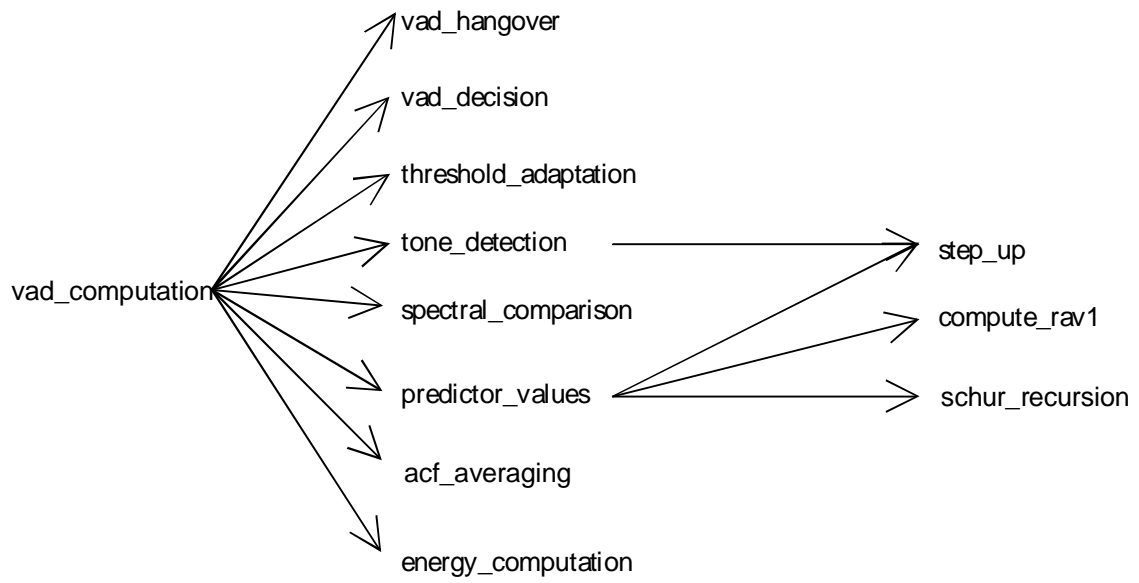 vad_hangover
vad_decision
threshold_adaptation
tone_detection
step_up
vad_computation
spectral_comparison
compute_rav1
predictor_values
schur_recursion
acf_averaging
energy_computation